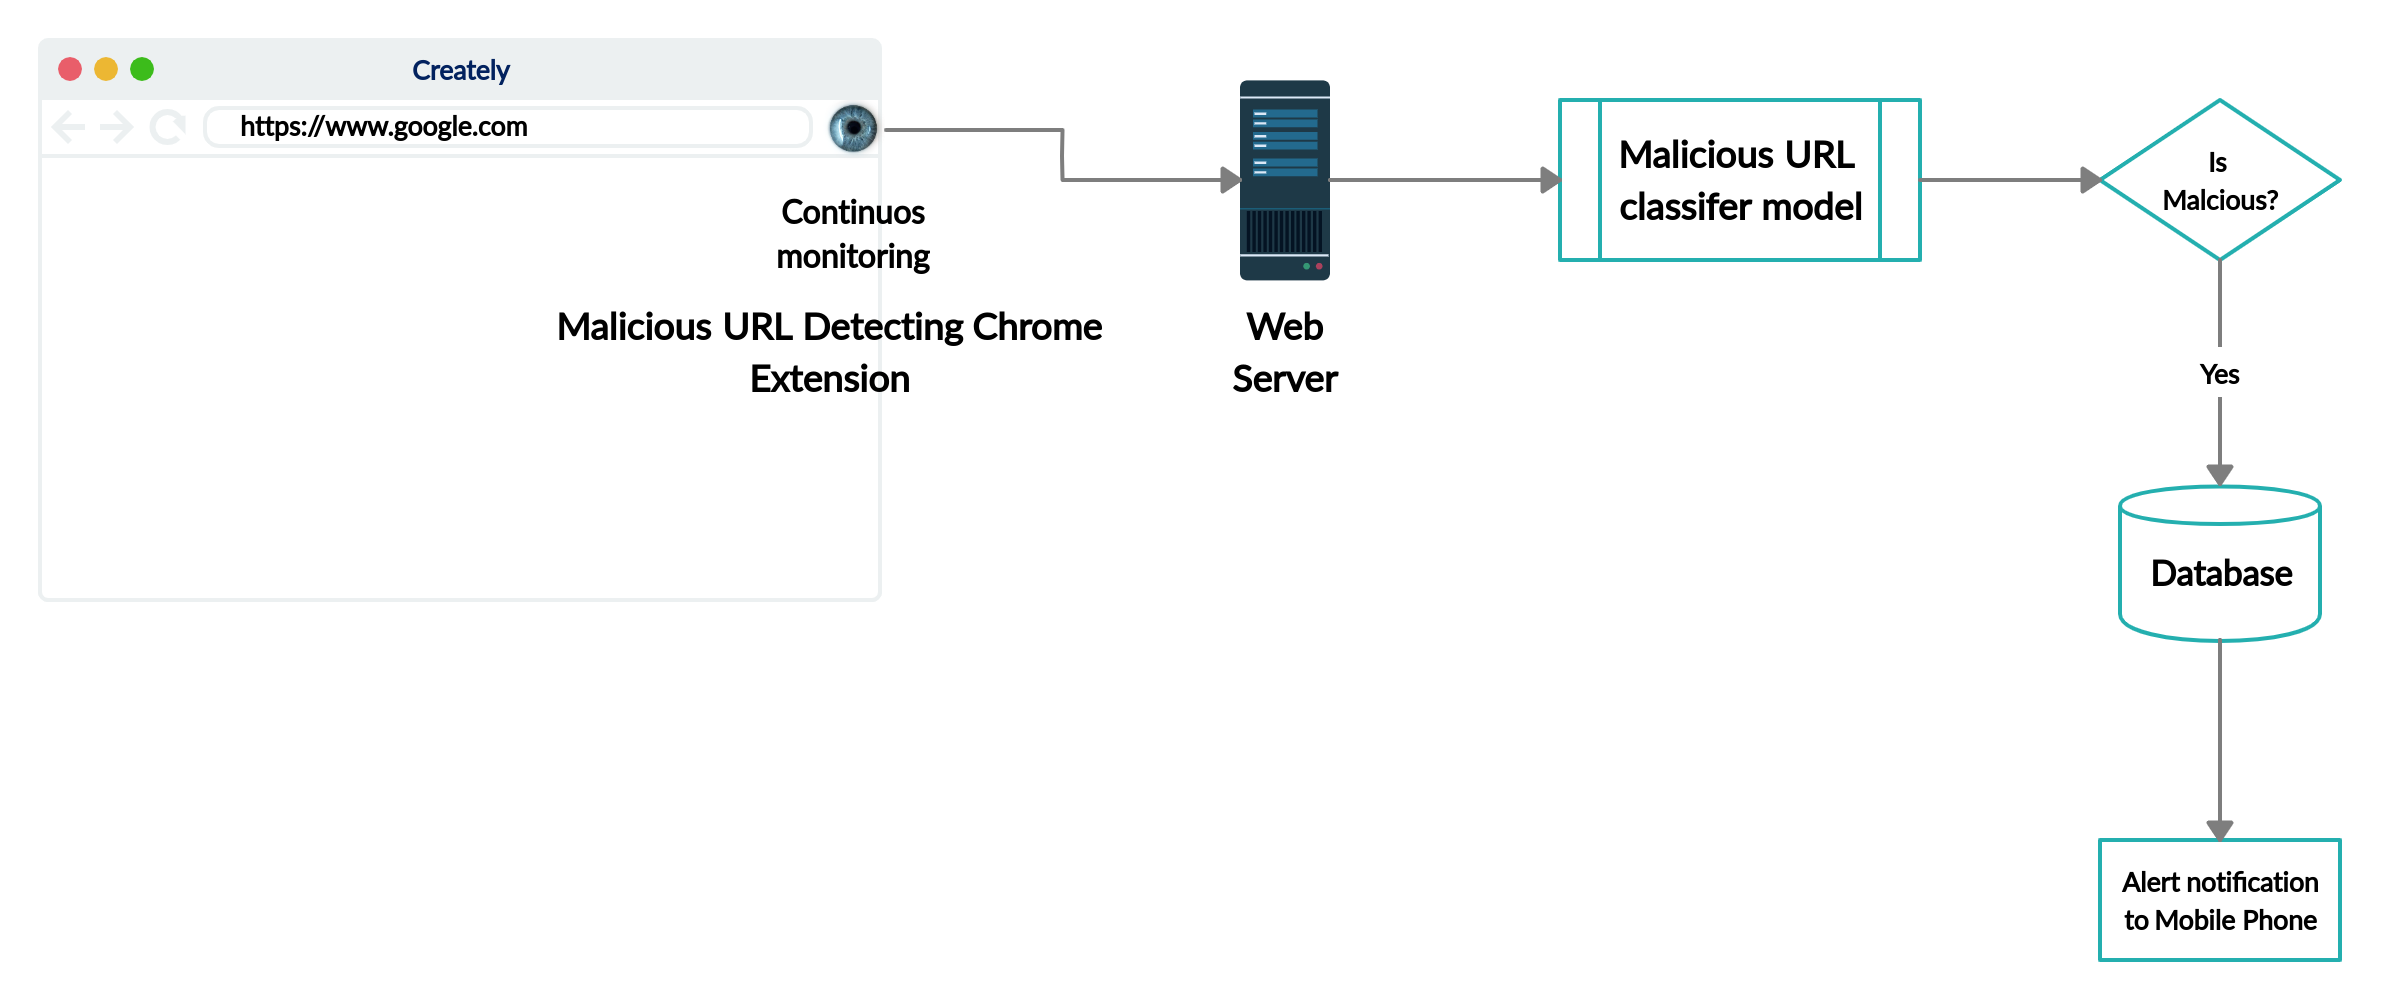 Creately
https://www.google.com
Continuos
monitoring
Malicious URL Detecting Chrome
Extension
Web
Server
Malicious URL
classifer model
Is
Malcious?
Yes
Database
Alert notification
to Mobile Phone